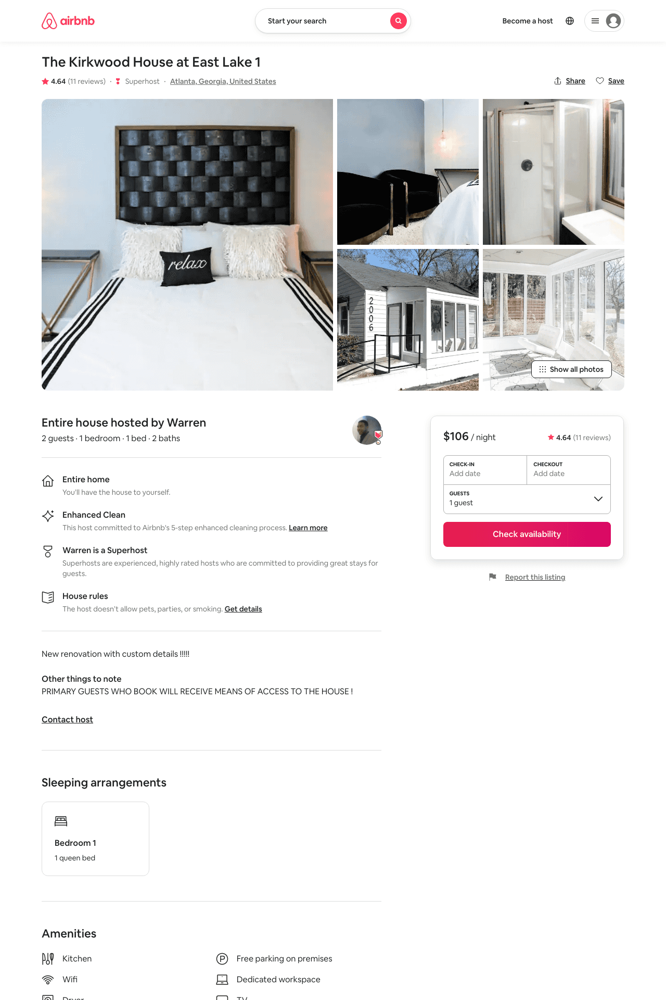 airbnb
Start your search
Become a host
The Kirkwood House at East Lake 1
4.64 (11 reviews) · Superhost · Atlanta, Georgia, United States
Share
Save
relax
2006
Show all photos
Entire house hosted by Warren
2 guests · 1 bedroom · 1 bed · 2 baths
Entire home
You’ll have the house to yourself.
Enhanced Clean
This host committed to Airbnb's 5-step enhanced cleaning process. Learn more
Warren is a Superhost
Superhosts are experienced, highly rated hosts who are committed to providing great stays for
guests.
House rules
The host doesn’t allow pets, parties, or smoking. Get details
$106 / night
4.64 (11 reviews)
CHECK-IN
Add date
CHECKOUT
Add date
GUESTS
1 guest
Check availability
Report this listing
New renovation with custom details !!!!!
Other things to note
PRIMARY GUESTS WHO BOOK WILL RECEIVE MEANS OF ACCESS TO THE HOUSE !
Contact host
Sleeping arrangements
Bedroom 1
1 queen bed
Amenities
Kitchen
Free parking on premises
Wifi
Dedicated workspace
Dryer
TV